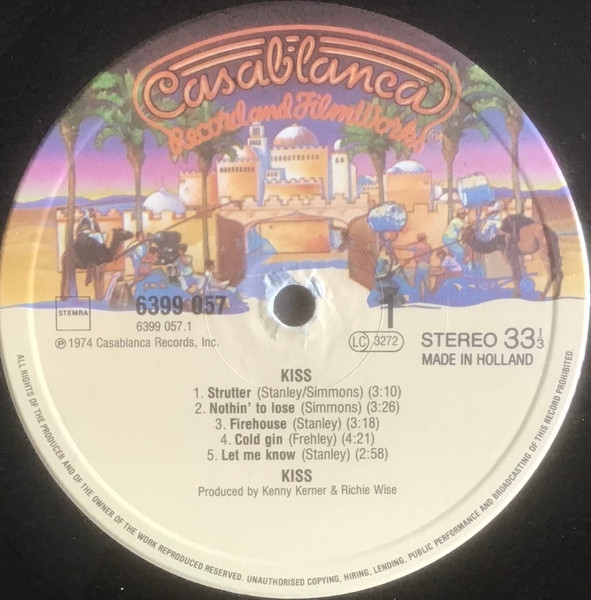 Casablanca
Record and FilmWorks
STEMRA
6399 057
6399 057.1
℗ 1974 Casablanca Records, Inc.
1
LC 3272
STEREO 33 1/3
MADE IN HOLLAND
KISS
1. Strutter (Stanley/Simmons) (3:10)
2. Nothin' to lose (Simmons) (3:26)
3. Firehouse (Stanley) (3:18)
4. Cold gin (Frehley) (4:21)
5. Let me know (Stanley) (2:58)
KISS
Produced by Kenny Kerner & Richie Wise
ALL RIGHTS OF THE PRODUCER AND OF THE OWNER OF THE WORK REPRODUCED RESERVED. UNAUTHORISED COPYING, HIRING, LENDING, PUBLIC PERFORMANCE AND BROADCASTING OF THIS RECORD PROHIBITED.